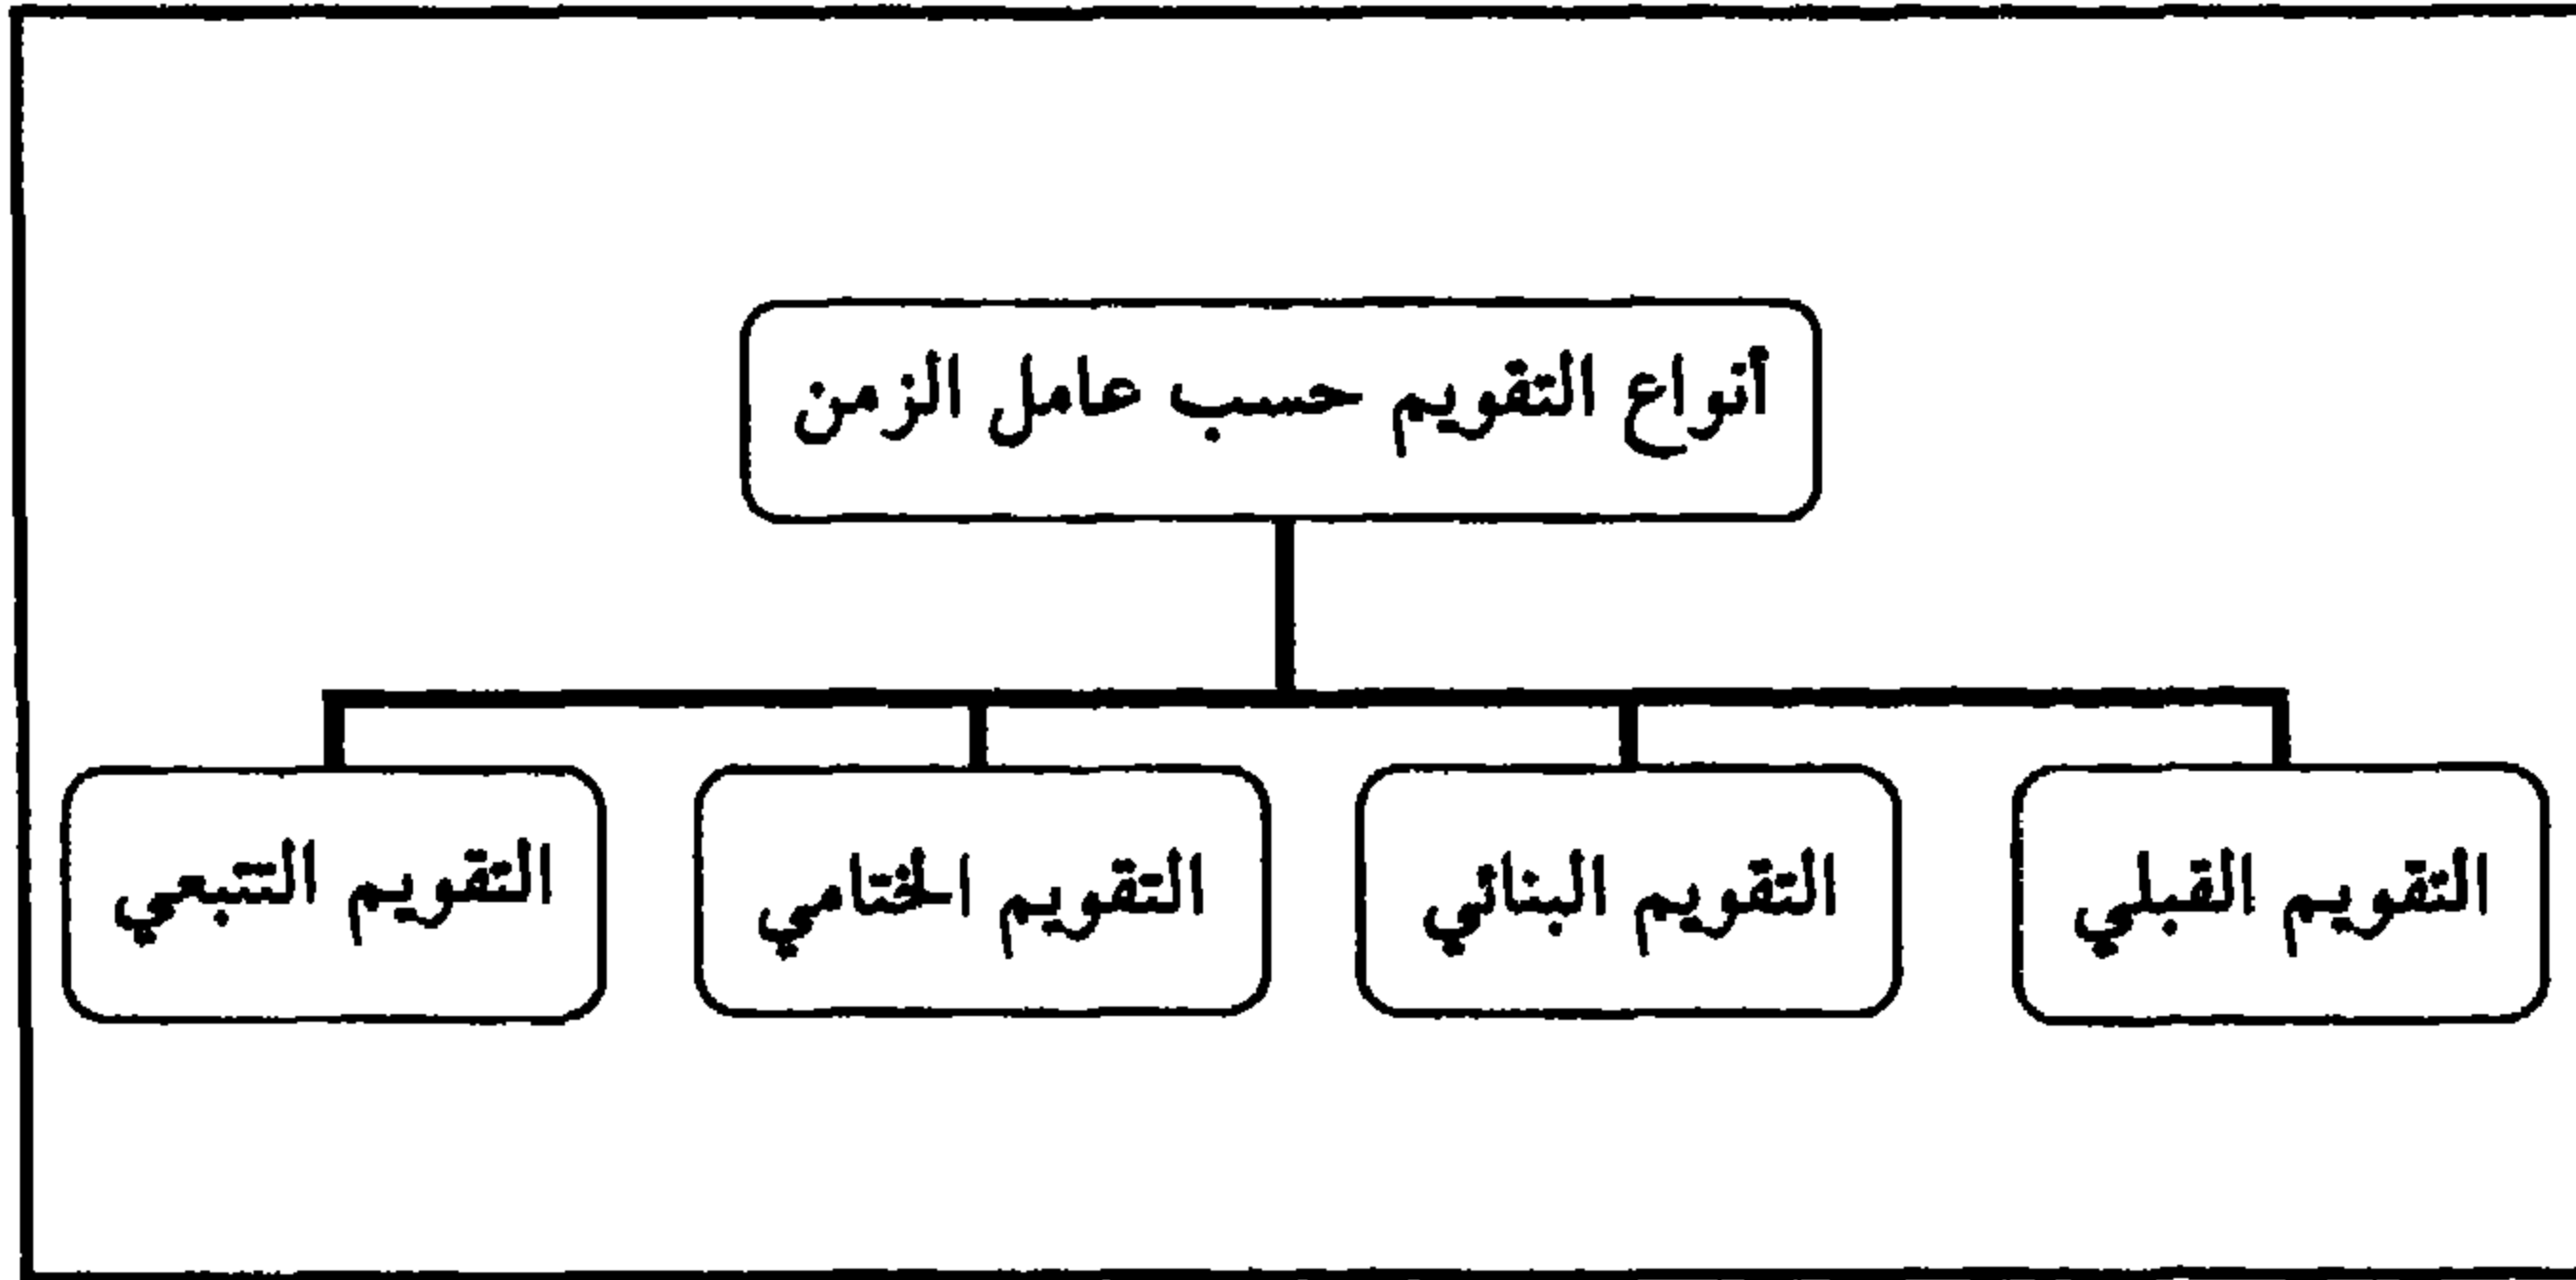 أنواع التقويم حسب عامل الزمن
التقويم القبلي
التقويم البنائي
التقويم الختامي
التقويم التتبعي